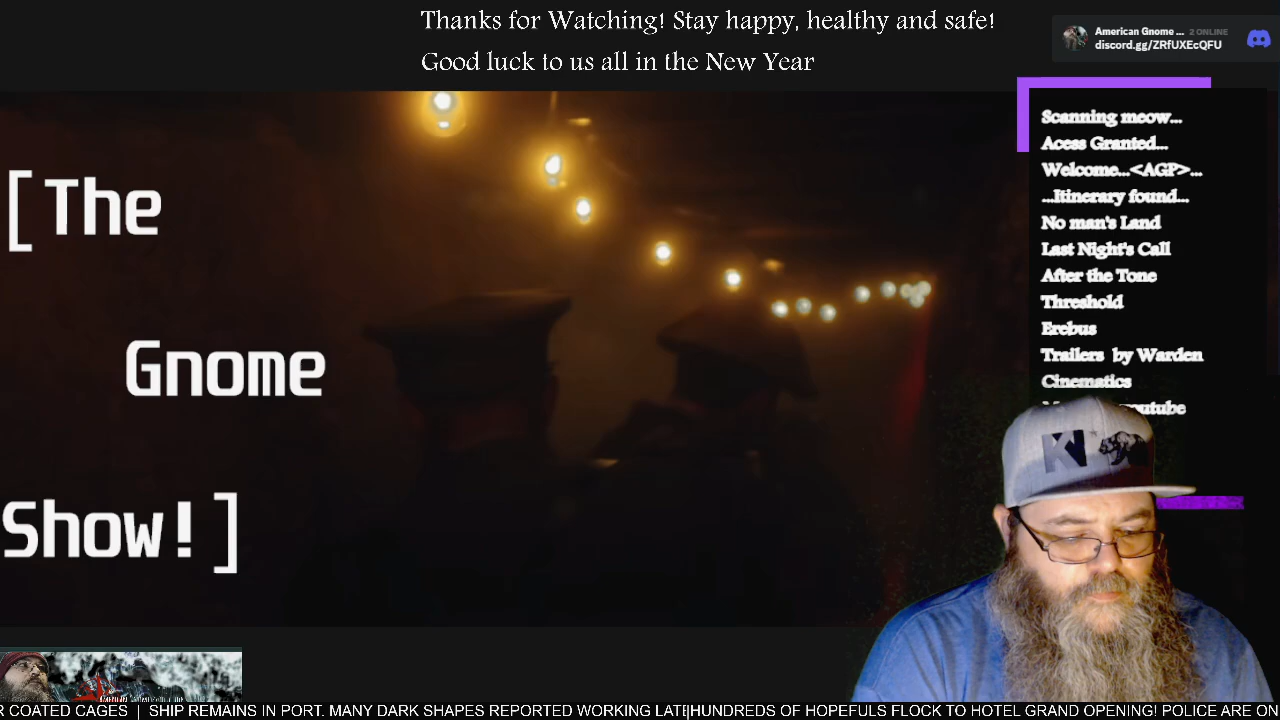 Thanks for Watching! Stay happy, healthy and safe!
Good luck to us all in the New Year
American Gnome ... 2 ONLINE
discord.gg/ZRfUXEcQFU
[The
Gnome
Show!]
Scanning meow...
Acess Granted...
Welcome...<AGP>...
...Itinerary found...
No man's Land
Last Night's Call
After the Tone
Threshold
Erebus
Trailers by Warden
Cinematics
R COATED CAGES | SHIP REMAINS IN PORT. MANY DARK SHAPES REPORTED WORKING LATE|HUNDREDS OF HOPEFULS FLOCK TO HOTEL GRAND OPENING! POLICE ARE ON